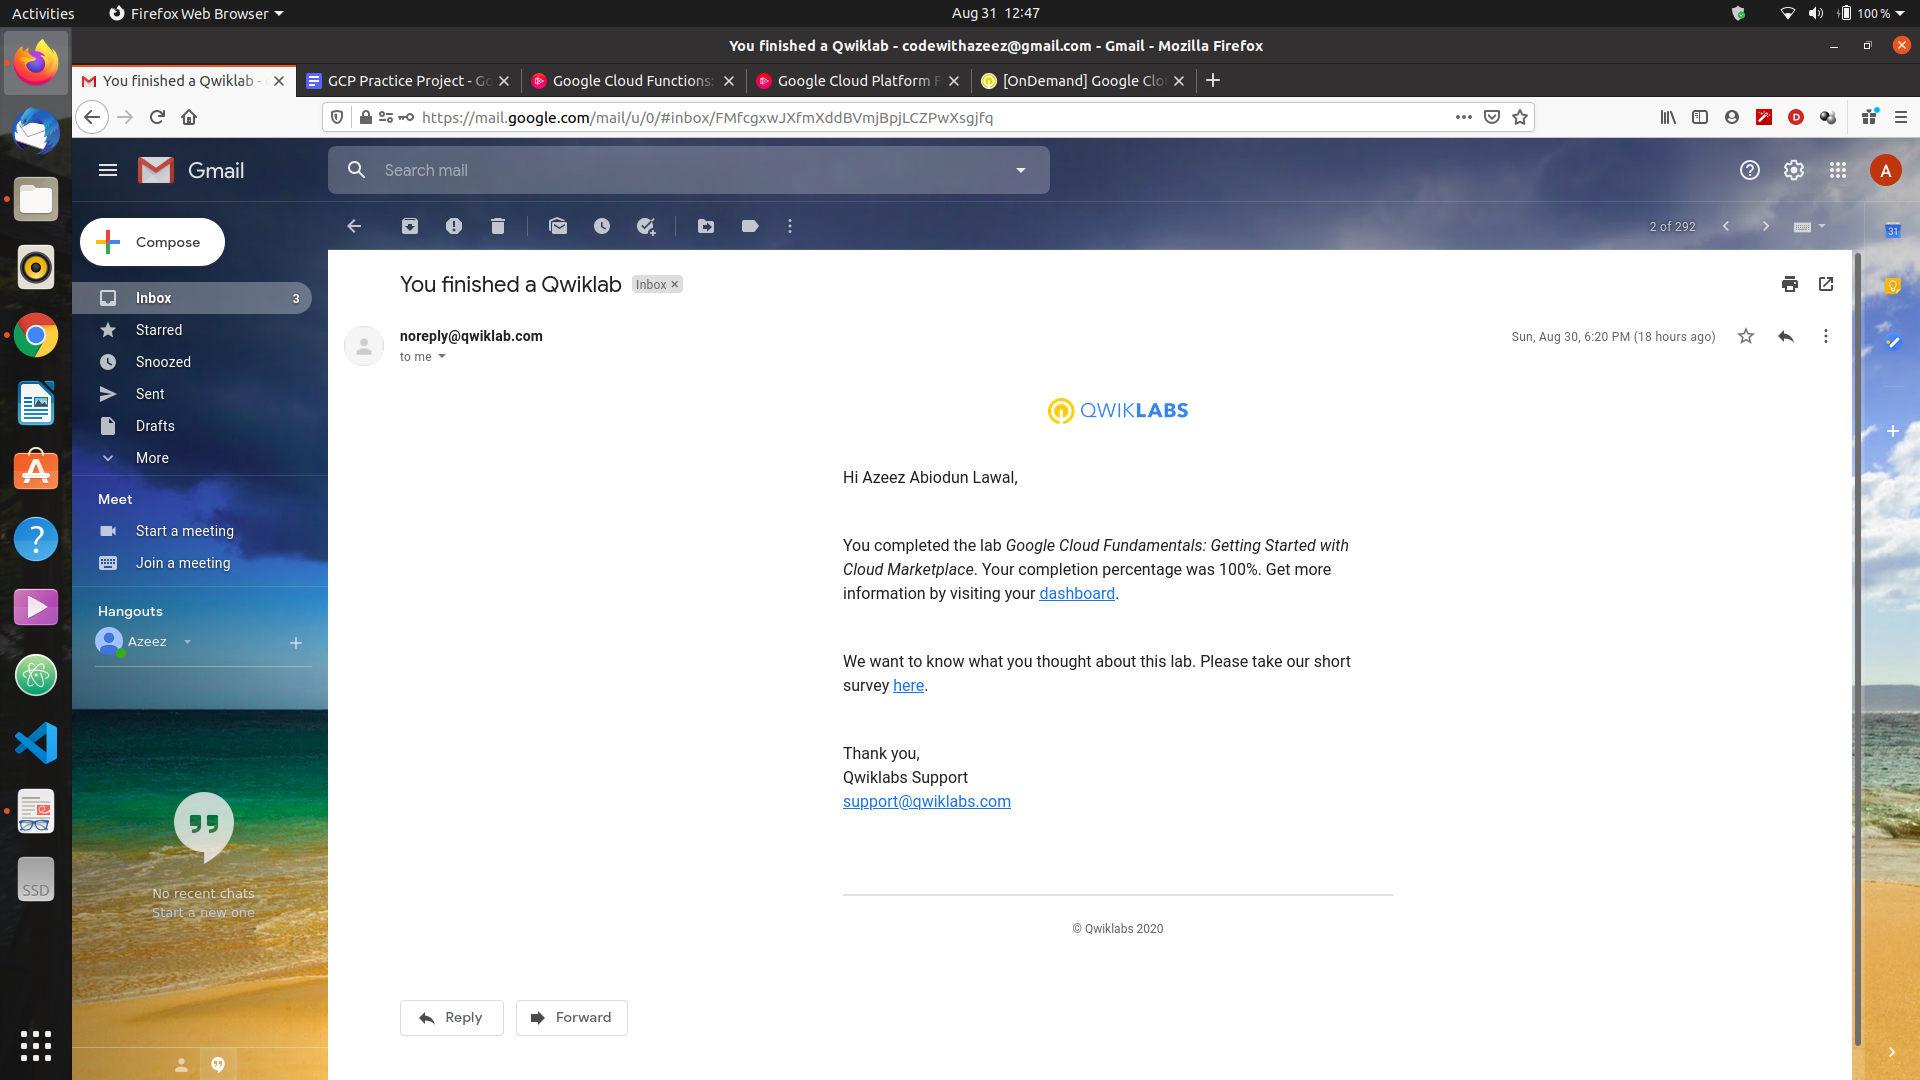 Activities
Firefox Web Browser
Aug 31 12:47
100 %
You finished a Qwiklab - codewithazeez@gmail.com - Gmail - Mozilla Firefox
You finished a Qwiklab -
GCP Practice Project - Go
Google Cloud Functions:
Google Cloud Platform F
[OnDemand] Google Clo
https://mail.google.com/mail/u/0/#inbox/FMfcgxwJXfmXddBVmjBpjLCZPwXsgjfq
Gmail
Search mail
A
Compose
2 of 292
31
Inbox 3
Starred
Snoozed
Sent
Drafts
More
Meet
Start a meeting
Join a meeting
Hangouts
Azeez
No recent chats
Start a new one
SSD
You finished a Qwiklab
Inbox
noreply@qwiklab.com
to me
Sun, Aug 30, 6:20 PM (18 hours ago)
QWIKLABS
Hi Azeez Abiodun Lawal,
You completed the lab Google Cloud Fundamentals: Getting Started with
Cloud Marketplace. Your completion percentage was 100%. Get more
information by visiting your dashboard.
We want to know what you thought about this lab. Please take our short
survey here.
Thank you,
Qwiklabs Support
support@qwiklabs.com
© Qwiklabs 2020
Reply
Forward